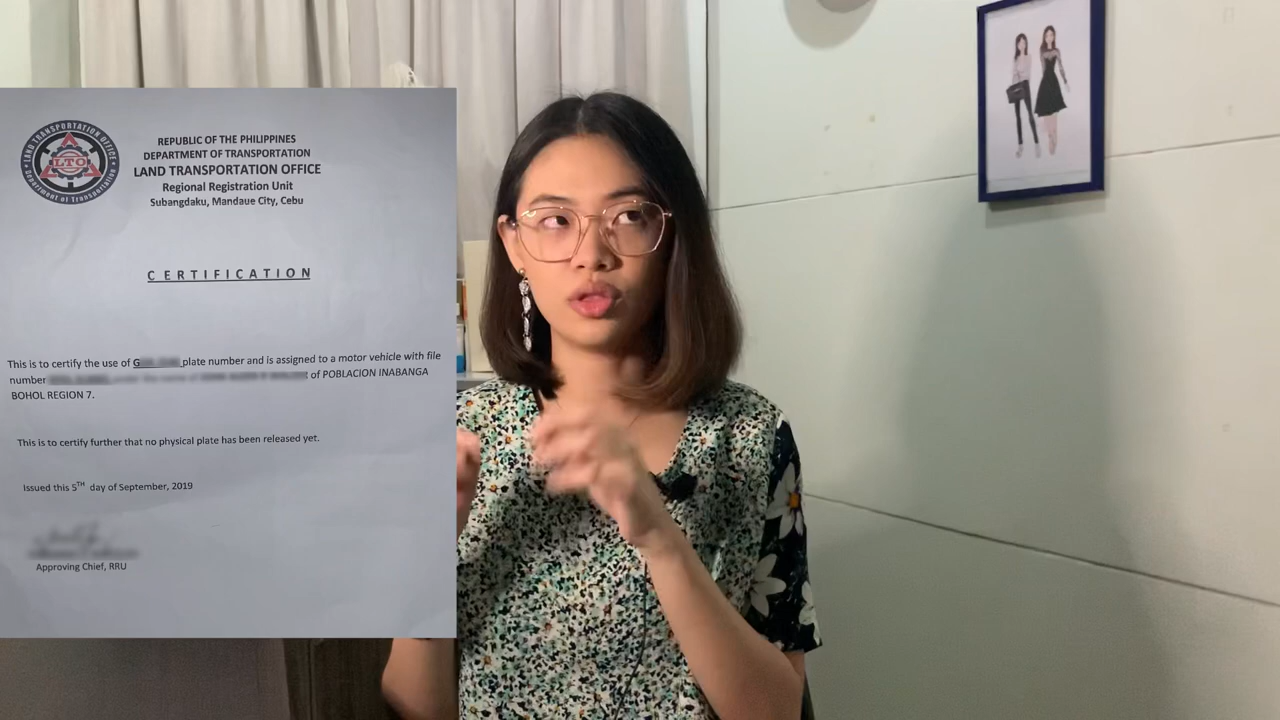 LAND TRANSPORTATION OFFICE
Department of Transportation
LTO
REPUBLIC OF THE PHILIPPINES
DEPARTMENT OF TRANSPORTATION
LAND TRANSPORTATION OFFICE
Regional Registration Unit
Subangdaku, Mandaue City, Cebu
CERTIFICATION
This is to certify the use of G plate number and is assigned to a motor vehicle with file
number of POBLACION INABANGA
BOHOL REGION 7.
This is to certify further that no physical plate has been released yet.
Issued this 5TH day of September, 2019
Approving Chief, RRU